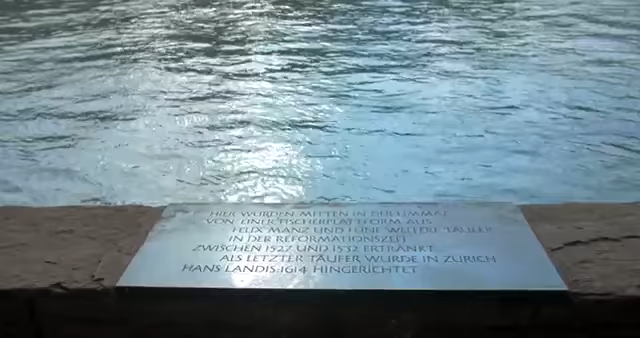 HIER WURDEN MITTEN IN DER LIMMAT
VON EINER FISCHERPLATTFORM AUS
FELIX MANZ UND FÜNF WEITERE TÄUFER
IN DER REFORMATIONSZEIT
ZWISCHEN 1527 UND 1532 ERTRÄNKT
ALS LETZTER TÄUFER WURDE IN ZÜRICH
HANS LANDIS 1614 HINGERICHTET